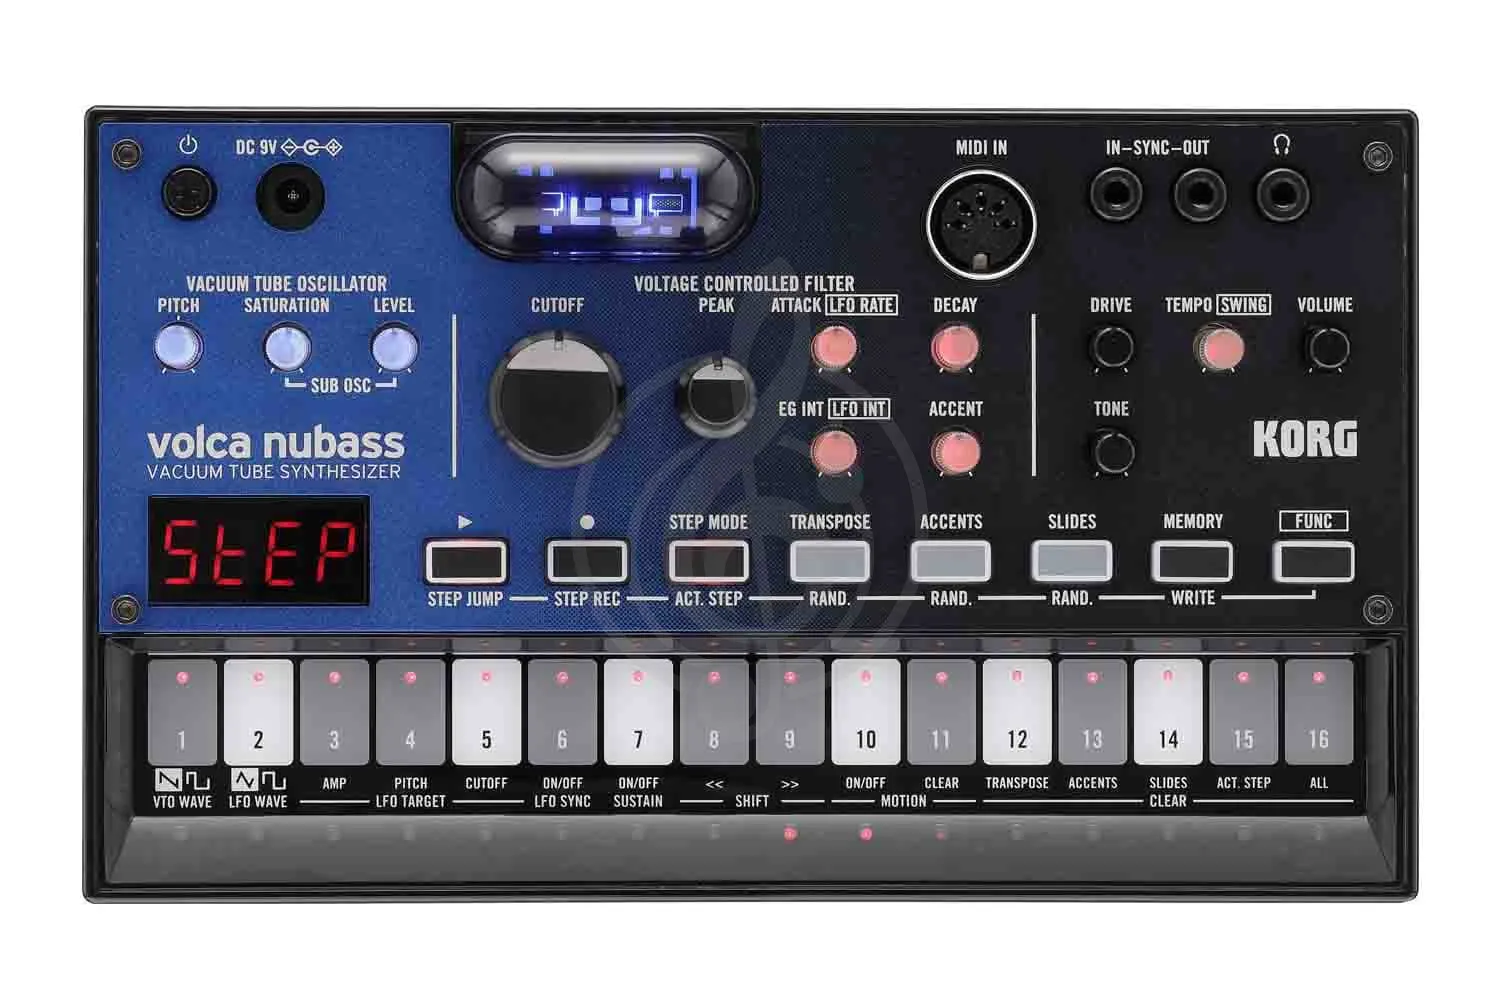 DC 9V
MIDI IN
IN-SYNC-OUT
VACUUM TUBE OSCILLATOR
VOLTAGE CONTROLLED FILTER
PITCH SATURATION LEVEL
CUTOFF PEAK ATTACK LFO RATE DECAY
DRIVE TEMPO SWING VOLUME
SUB OSC
EG INT LFO INT ACCENT
TONE
volca nubass
VACUUM TUBE SYNTHESIZER
KORG
StEP
STEP MODE TRANSPOSE ACCENTS SLIDES MEMORY FUNC
STEP JUMP STEP REC ACT. STEP RAND. RAND. RAND. WRITE
1 2 3 4 5 6 7 8 9 10 11 12 13 14 15 16
AMP PITCH CUTOFF ON/OFF ON/OFF << >> ON/OFF CLEAR TRANSPOSE ACCENTS SLIDES ACT. STEP ALL
VTO WAVE LFO WAVE LFO TARGET LFO SYNC SUSTAIN SHIFT MOTION CLEAR